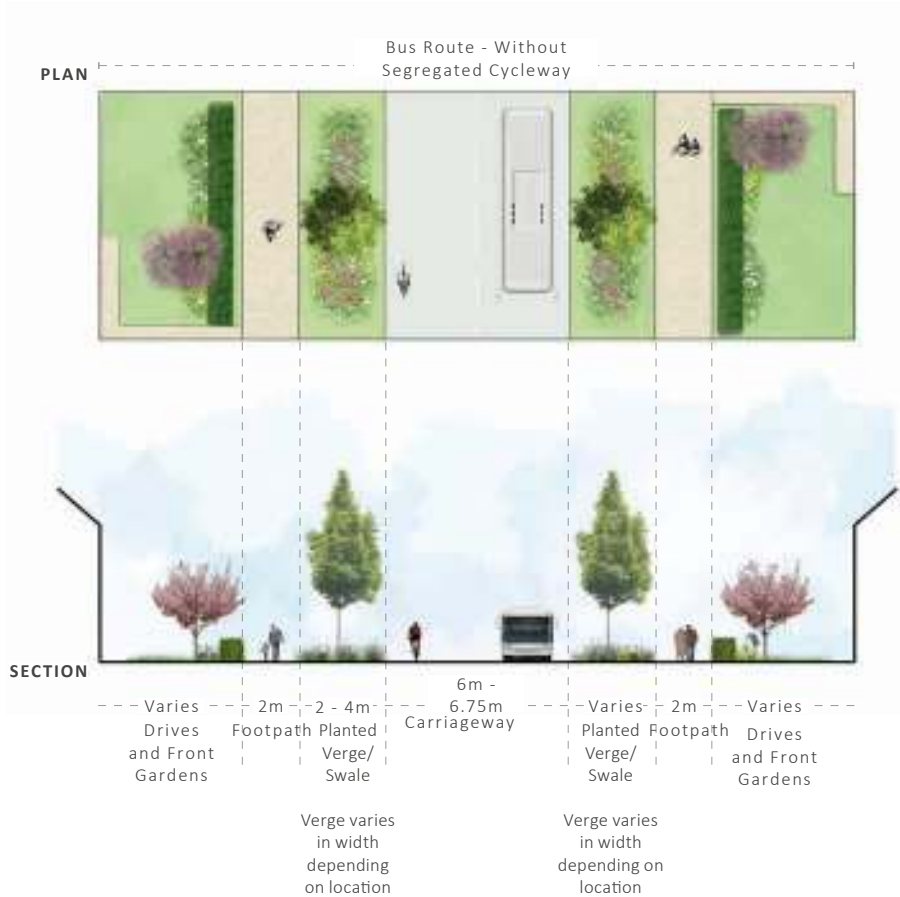 Bus Route - Without
Segregated Cycleway
PLAN
SECTION
Varies
Drives
and Front
Gardens
2m
Footpath
2 - 4m
Planted
Verge/
Swale
Verge varies
in width
depending
on location
6m -
6.75m
Carriageway
Varies
Planted
Verge/
Swale
Verge varies
in width
depending on
location
2m
Footpath
Varies
Drives
and Front
Gardens